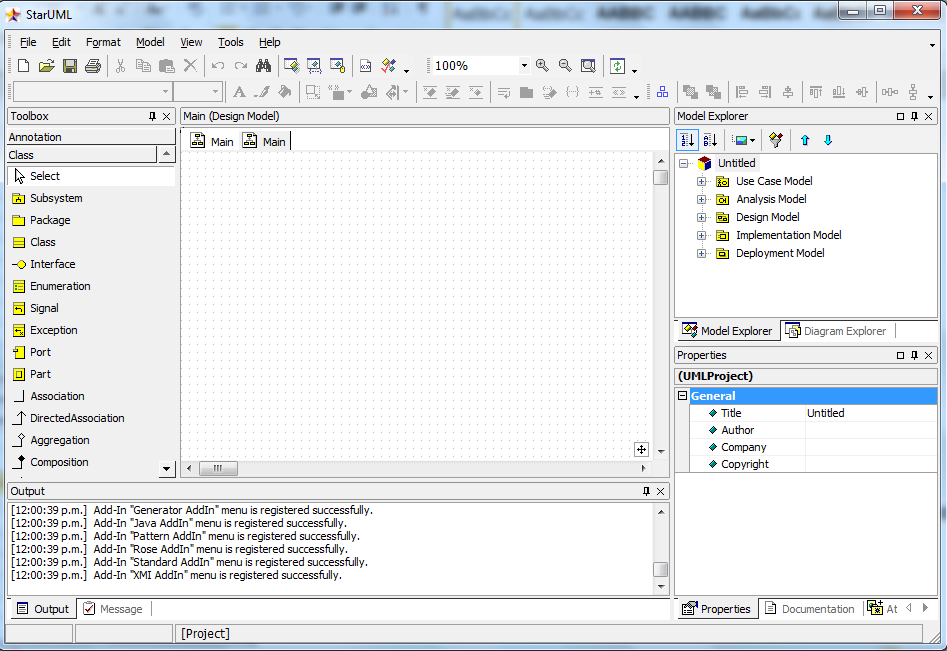 StarUML
File Edit Format Model View Tools Help
100%
Toolbox
Annotation
Class
Select
Subsystem
Package
Class
Interface
Enumeration
Signal
Exception
Port
Part
Association
DirectedAssociation
Aggregation
Composition
Main (Design Model)
Main Main
Model Explorer
Untitled
Use Case Model
Analysis Model
Design Model
Implementation Model
Deployment Model
Model Explorer Diagram Explorer
Properties
(UMLProject)
General
Title Untitled
Author
Company
Copyright
Properties Documentation At
Output
[12:00:39 p.m.] Add-In "Generator AddIn" menu is registered successfully.
[12:00:39 p.m.] Add-In "Java AddIn" menu is registered successfully.
[12:00:39 p.m.] Add-In "Pattern AddIn" menu is registered successfully.
[12:00:39 p.m.] Add-In "Rose AddIn" menu is registered successfully.
[12:00:39 p.m.] Add-In "Standard AddIn" menu is registered successfully.
[12:00:39 p.m.] Add-In "XMI AddIn" menu is registered successfully.
Output Message
[Project]